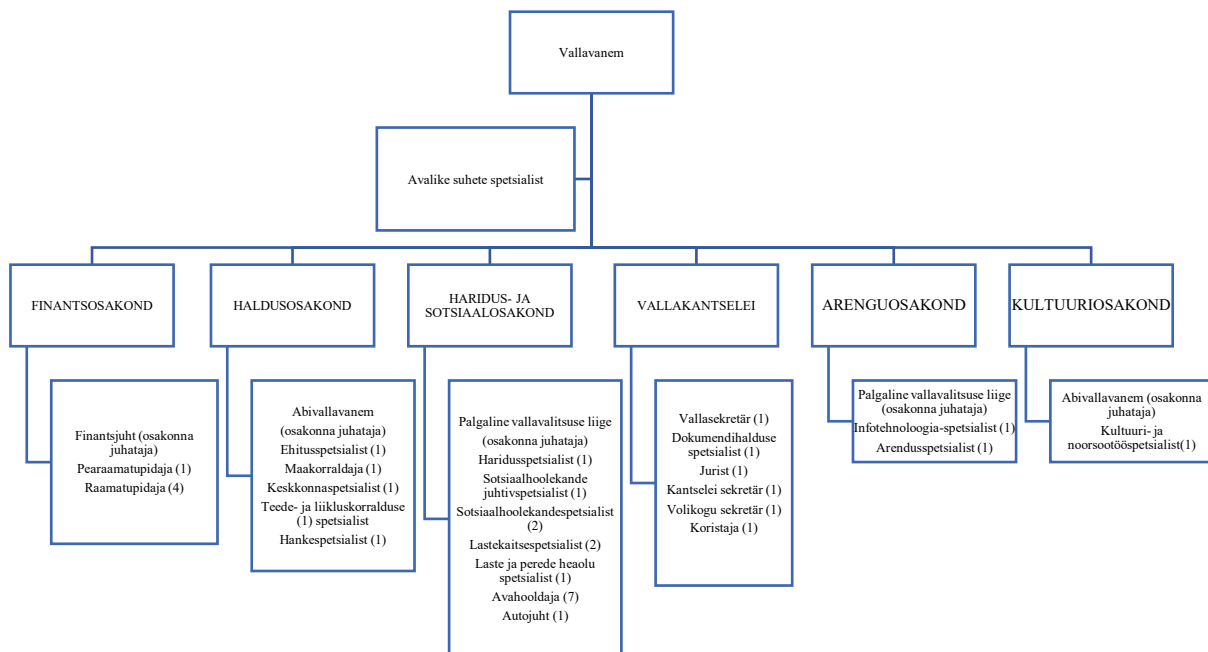 Vallavanem
Avalike suhete spetsialist
FINANTSOSAKOND
HALDUSOSAKOND
HARIDUS- JA
SOTSIAALOSAKOND
VALLAKANTSELEI
ARENGUOSAKOND
KULTUURIOSAKOND
Finantsjuht (osakonna
juhataja)
Pearaamatupidaja (1)
Raamatupidaja (4)
Abivallavanem
(osakonna juhataja)
Ehitusspetsialist (1)
Maakorraldaja (1)
Keskkonnaspetsialist (1)
Teede- ja liikluskorralduse
(1) spetsialist
Hankespetsialist (1)
Palgaline vallavalitsuse liige
(osakonna juhataja)
Haridusspetsialist (1)
Sotsiaalhoolekande
juhtivspetsialist (1)
Sotsiaalhoolekandespetsialist
(2)
Lastekaitsespetsialist (2)
Laste ja perede heaolu
spetsialist (1)
Avahooldaja (7)
Autojuht (1)
Vallasekretär (1)
Dokumendihalduse
spetsialist (1)
Jurist (1)
Kantselei sekretär (1)
Volikogu sekretär (1)
Koristaja (1)
Palgaline vallavalitsuse liige
(osakonna juhataja)
Infotehnoloogia-spetsialist (1)
Arendusspetsialist (1)
Abivallavanem (osakonna
juhataja)
Kultuuri- ja
noorsootööspetsialist(1)